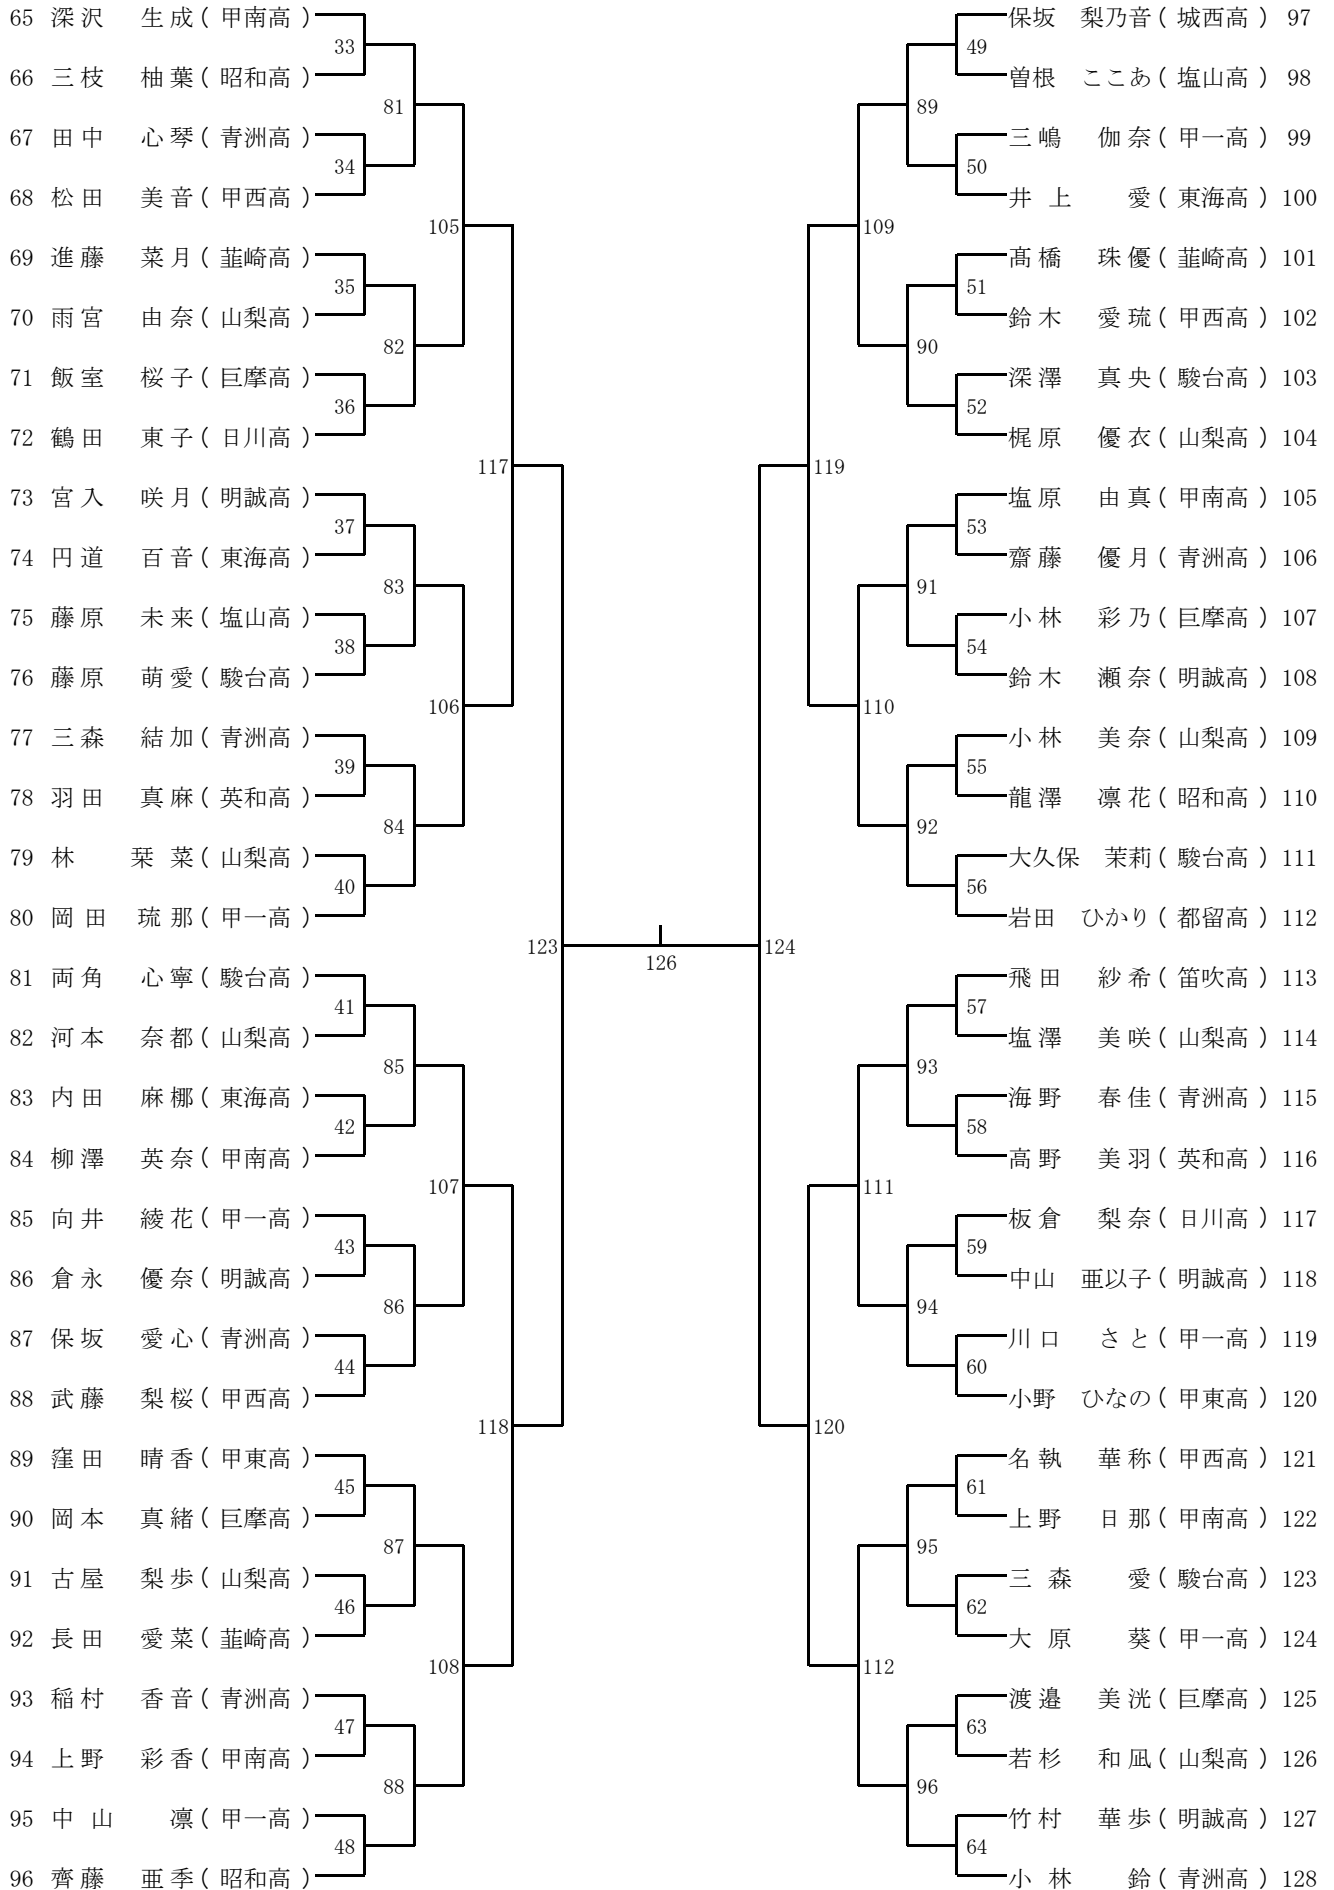 65 深沢 生成 ( 甲南高 )
33
66 三枝 柚葉 ( 昭和高 )
81
67 田中 心琴 ( 青洲高 )
34
68 松田 美音 ( 甲西高 )
105
69 進藤 菜月 ( 韮崎高 )
35
70 雨宮 由奈 ( 山梨高 )
82
71 飯室 桜子 ( 巨摩高 )
36
72 鶴田 東子 ( 日川高 )
117
73 宮入 咲月 ( 明誠高 )
37
74 円道 百音 ( 東海高 )
83
75 藤原 未来 ( 塩山高 )
38
76 藤原 萌愛 ( 駿台高 )
106
77 三森 結加 ( 青洲高 )
39
78 羽田 真麻 ( 英和高 )
84
79 林 栞菜 ( 山梨高 )
40
80 岡田 琉那 ( 甲一高 )
123
81 両角 心寧 ( 駿台高 )
41
82 河本 奈都 ( 山梨高 )
85
83 内田 麻梛 ( 東海高 )
42
84 柳澤 英奈 ( 甲南高 )
107
85 向井 綾花 ( 甲一高 )
43
86 倉永 優奈 ( 明誠高 )
86
87 保坂 愛心 ( 青洲高 )
44
88 武藤 梨桜 ( 甲西高 )
118
89 窪田 晴香 ( 甲東高 )
45
90 岡本 真緒 ( 巨摩高 )
87
91 古屋 梨歩 ( 山梨高 )
46
92 長田 愛菜 ( 韮崎高 )
108
93 稲村 香音 ( 青洲高 )
47
94 上野 彩香 ( 甲南高 )
88
95 中山 凛 ( 甲一高 )
48
96 齊藤 亜季 ( 昭和高 )
126
保坂 梨乃音 ( 城西高 ) 97
49
曽根 ここあ ( 塩山高 ) 98
89
三嶋 伽奈 ( 甲一高 ) 99
50
井上 愛 ( 東海高 ) 100
109
髙橋 珠優 ( 韮崎高 ) 101
51
鈴木 愛琉 ( 甲西高 ) 102
90
深澤 真央 ( 駿台高 ) 103
52
梶原 優衣 ( 山梨高 ) 104
119
塩原 由真 ( 甲南高 ) 105
53
齋藤 優月 ( 青洲高 ) 106
91
小林 彩乃 ( 巨摩高 ) 107
54
鈴木 瀬奈 ( 明誠高 ) 108
110
小林 美奈 ( 山梨高 ) 109
55
龍澤 凛花 ( 昭和高 ) 110
92
大久保 茉莉 ( 駿台高 ) 111
56
岩田 ひかり ( 都留高 ) 112
124
飛田 紗希 ( 笛吹高 ) 113
57
塩澤 美咲 ( 山梨高 ) 114
93
海野 春佳 ( 青洲高 ) 115
58
高野 美羽 ( 英和高 ) 116
111
板倉 梨奈 ( 日川高 ) 117
59
中山 亜以子 ( 明誠高 ) 118
94
川口 さと ( 甲一高 ) 119
60
小野 ひなの ( 甲東高 ) 120
120
名執 華称 ( 甲西高 ) 121
61
上野 日那 ( 甲南高 ) 122
95
三森 愛 ( 駿台高 ) 123
62
大原 葵 ( 甲一高 ) 124
112
渡邉 美洸 ( 巨摩高 ) 125
63
若杉 和凪 ( 山梨高 ) 126
96
竹村 華歩 ( 明誠高 ) 127
64
小林 鈴 ( 青洲高 ) 128